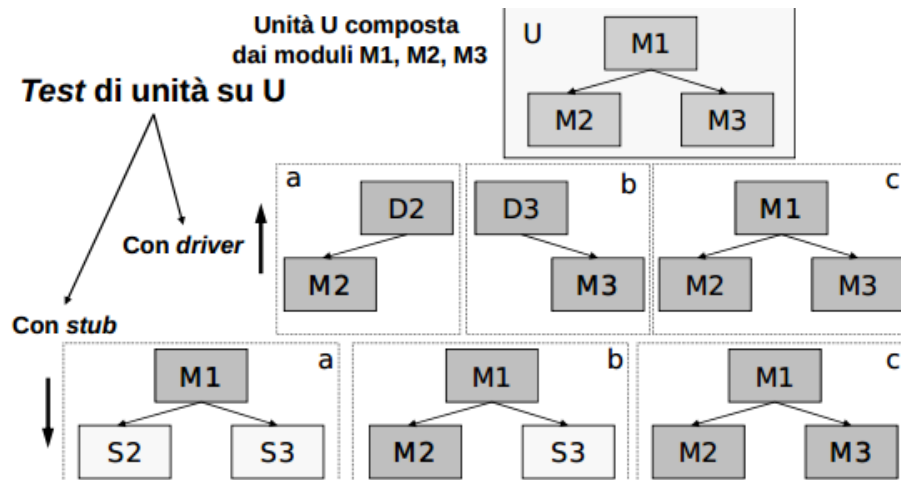 Unità U composta
dai moduli M1, M2, M3
U
M1
M2
M3
Test di unità su U
a
D2
M2
b
D3
M3
c
M1
M2
M3
Con driver
Con stub
a
M1
S2
S3
b
M1
M2
S3
c
M1
M2
M3